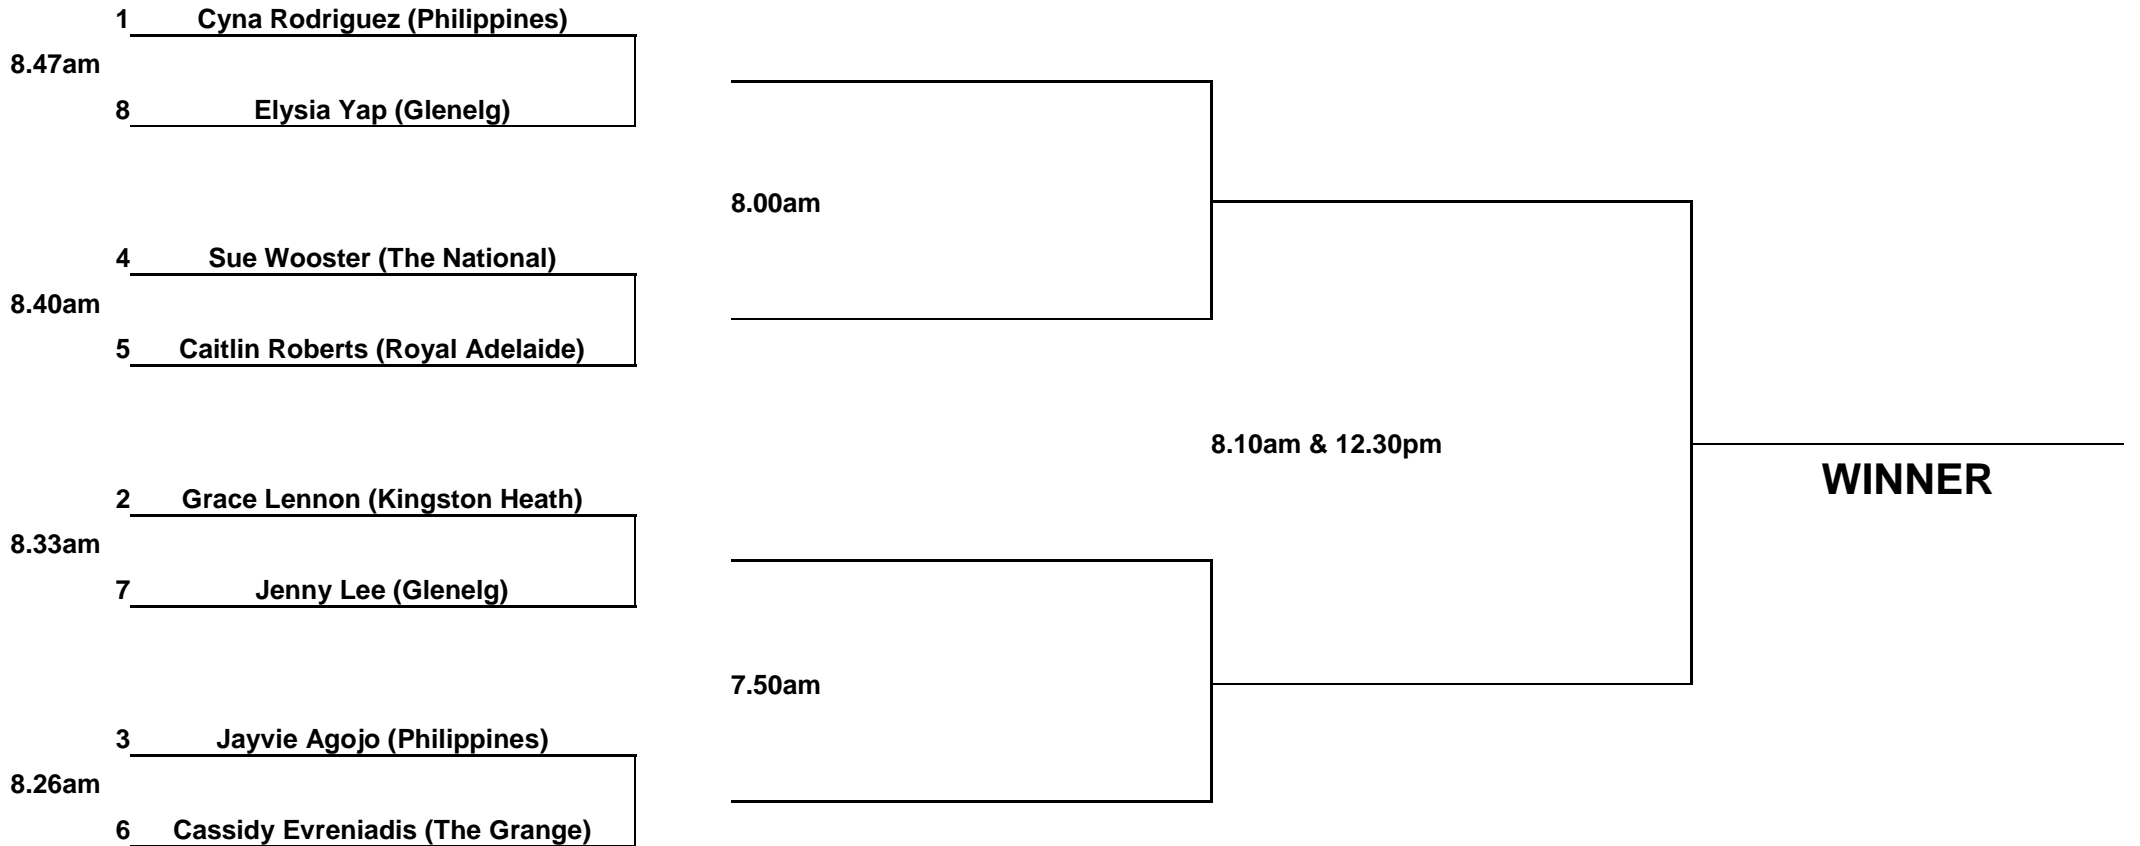 1 Cyna Rodriguez (Philippines)
8.47am
8 Elysia Yap (Glenelg)
8.00am
4 Sue Wooster (The National)
8.40am
5 Caitlin Roberts (Royal Adelaide)
8.10am & 12.30pm
WINNER
2 Grace Lennon (Kingston Heath)
8.33am
7 Jenny Lee (Glenelg)
7.50am
3 Jayvie Agojo (Philippines)
8.26am
6 Cassidy Evreniadis (The Grange)